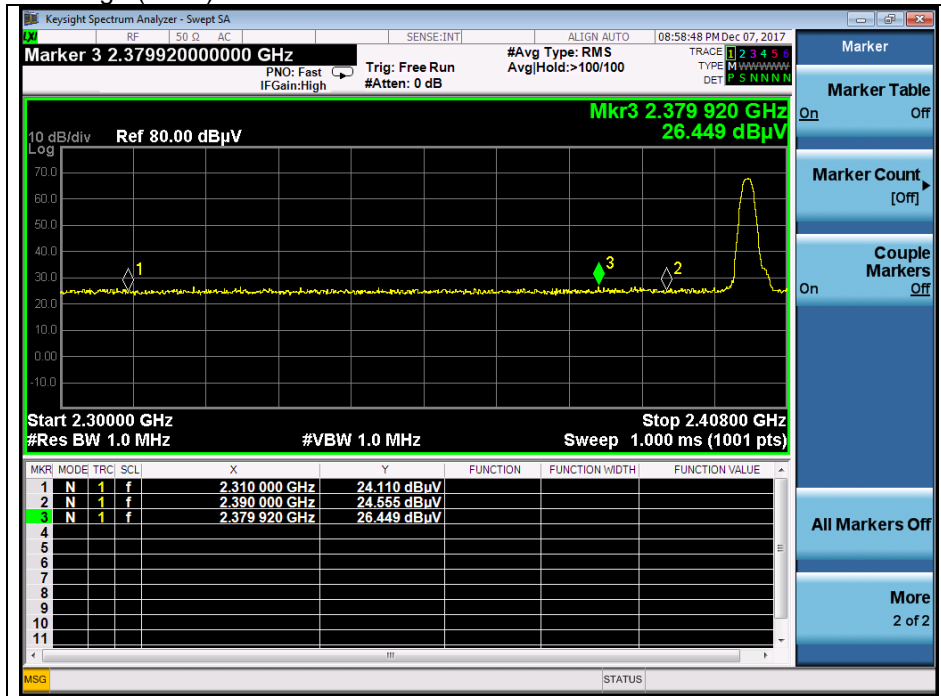 Keysight Spectrum Analyzer - Swept SA
LXI RF 50 Ω AC SENSE:INT ALIGN AUTO 08:58:48 PM Dec 07, 2017
Marker 3 2.379920000000 GHz
PNO: Fast
IFGain:High
Trig: Free Run
#Atten: 0 dB
#Avg Type: RMS
Avg|Hold:>100/100
TRACE 1 2 3 4 5 6
TYPE M W W W W W
DET P S N N N N
Mkr3 2.379 920 GHz
26.449 dBµV
10 dB/div Ref 80.00 dBµV
Log
70.0
60.0
50.0
40.0
30.0
20.0
10.0
0.00
-10.0
1
3
2
Start 2.30000 GHz Stop 2.40800 GHz
#Res BW 1.0 MHz #VBW 1.0 MHz Sweep 1.000 ms (1001 pts)
MKR MODE TRC SCL X Y FUNCTION FUNCTION WIDTH FUNCTION VALUE
1 N 1 f 2.310 000 GHz 24.110 dBµV
2 N 1 f 2.390 000 GHz 24.555 dBµV
3 N 1 f 2.379 920 GHz 26.449 dBµV
4
5
6
7
8
9
10
11
MSG STATUS
Marker
Marker Table
On Off
Marker Count
[Off]
Couple
Markers
On Off
All Markers Off
More
2 of 2